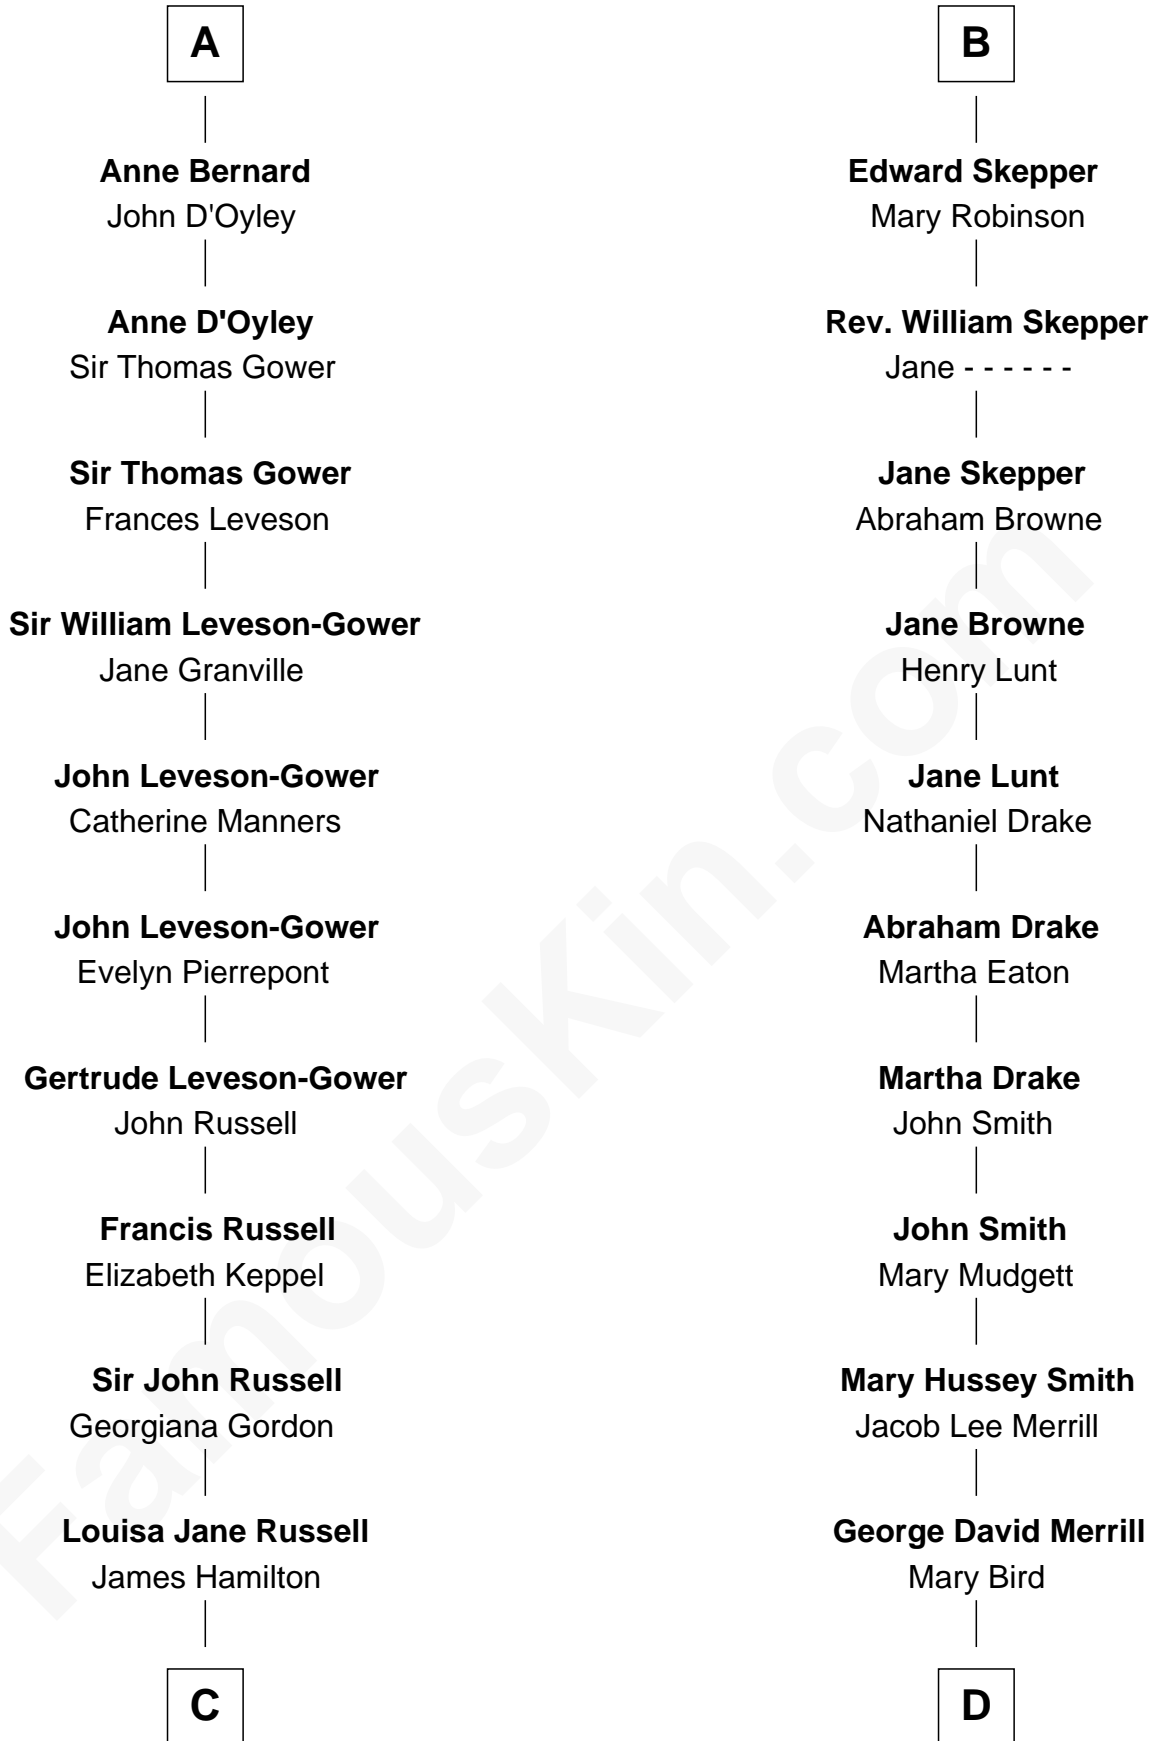 A
Anne Bernard
John D'Oyley
Anne D'Oyley
Sir Thomas Gower
Sir Thomas Gower
Frances Leveson
Sir William Leveson-Gower
Jane Granville
John Leveson-Gower
Catherine Manners
John Leveson-Gower
Evelyn Pierrepont
Gertrude Leveson-Gower
John Russell
Francis Russell
Elizabeth Keppel
Sir John Russell
Georgiana Gordon
Louisa Jane Russell
James Hamilton
C
B
Edward Skepper
Mary Robinson
Rev. William Skepper
Jane - - - - - -
Jane Skepper
Abraham Browne
Jane Browne
Henry Lunt
Jane Lunt
Nathaniel Drake
Abraham Drake
Martha Eaton
Martha Drake
John Smith
John Smith
Mary Mudgett
Mary Hussey Smith
Jacob Lee Merrill
George David Merrill
Mary Bird
D
FamousKin.com